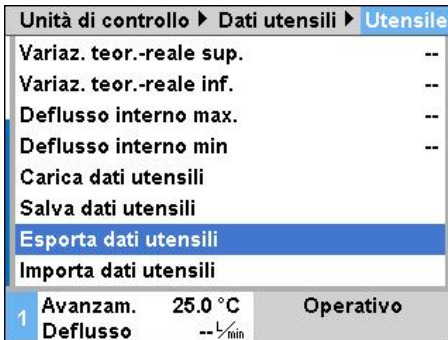 Unità di controllo ▶ Dati utensili ▶ Utensile
Variaz. teor.-reale sup. --
Variaz. teor.-reale inf. --
Deflusso interno max. --
Deflusso interno min --
Carica dati utensili
Salva dati utensili
Esporta dati utensili
Importa dati utensili
1 Avanzam. 25.0 °C Operativo
Deflusso -- L/min